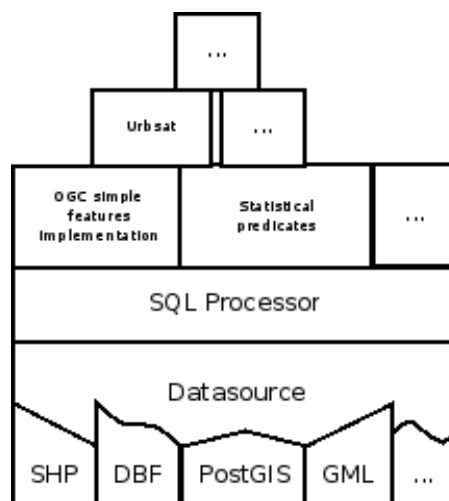 ...
Urbsat
...
OGC simple
features
implementation
Statistical
predicates
...
SQL Processor
Datasource
SHP
DBF
PostGIS
GML
...